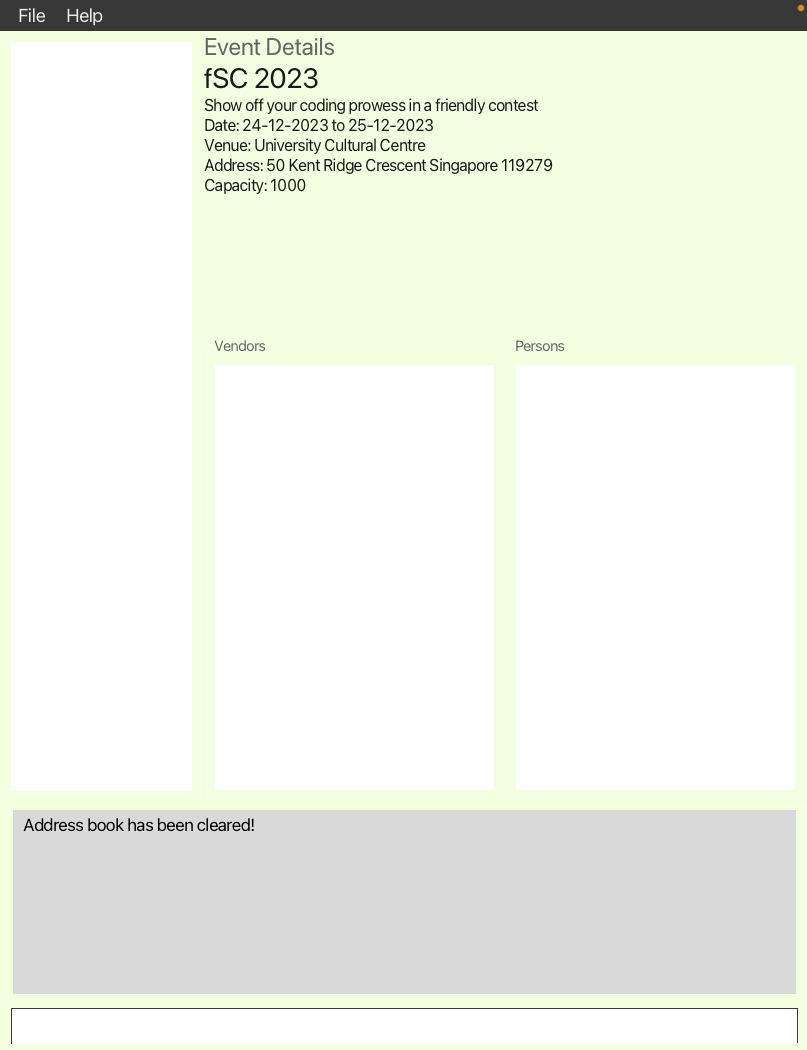 File Help
Event Details
fSC 2023
Show off your coding prowess in a friendly contest
Date: 24-12-2023 to 25-12-2023
Venue: University Cultural Centre
Address: 50 Kent Ridge Crescent Singapore 119279
Capacity: 1000
Vendors Persons
Address book has been cleared!